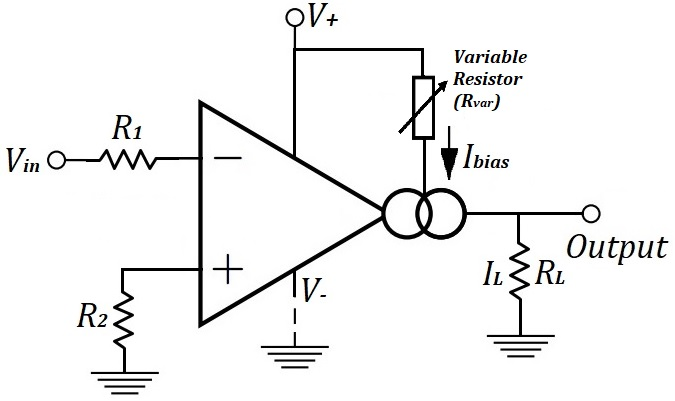 V+
Variable
Resistor
(Rvar)
R1
Vin
−
Ibias
+
Output
V-
IL
RL
R2